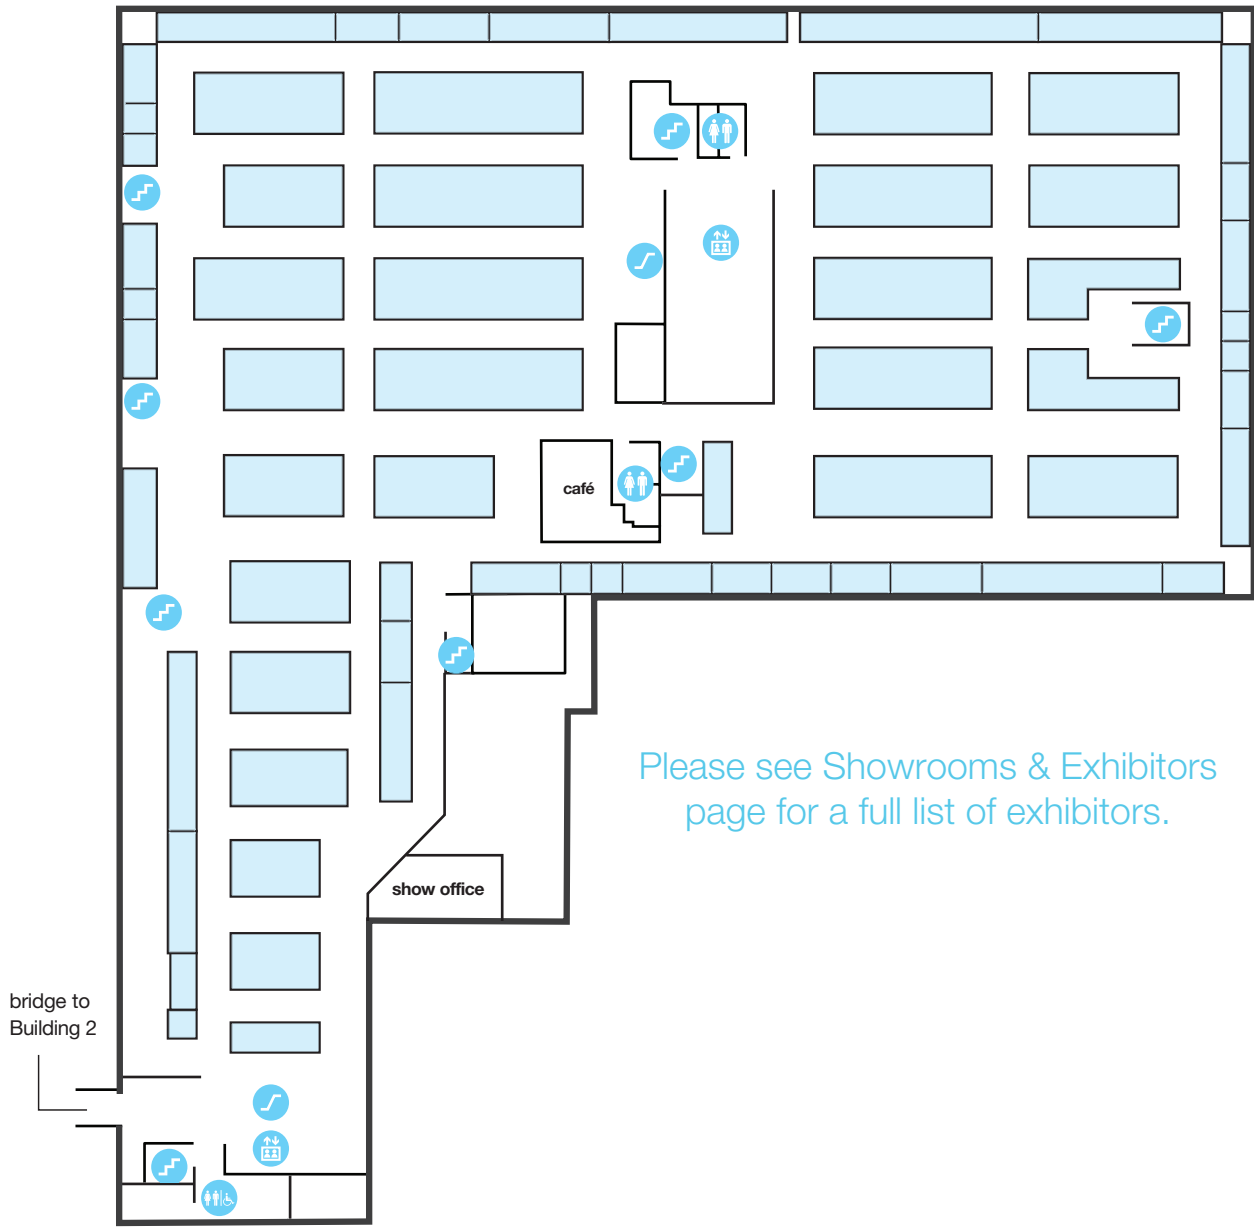 café
Please see Showrooms & Exhibitors
page for a full list of exhibitors.
show office
bridge to
Building 2